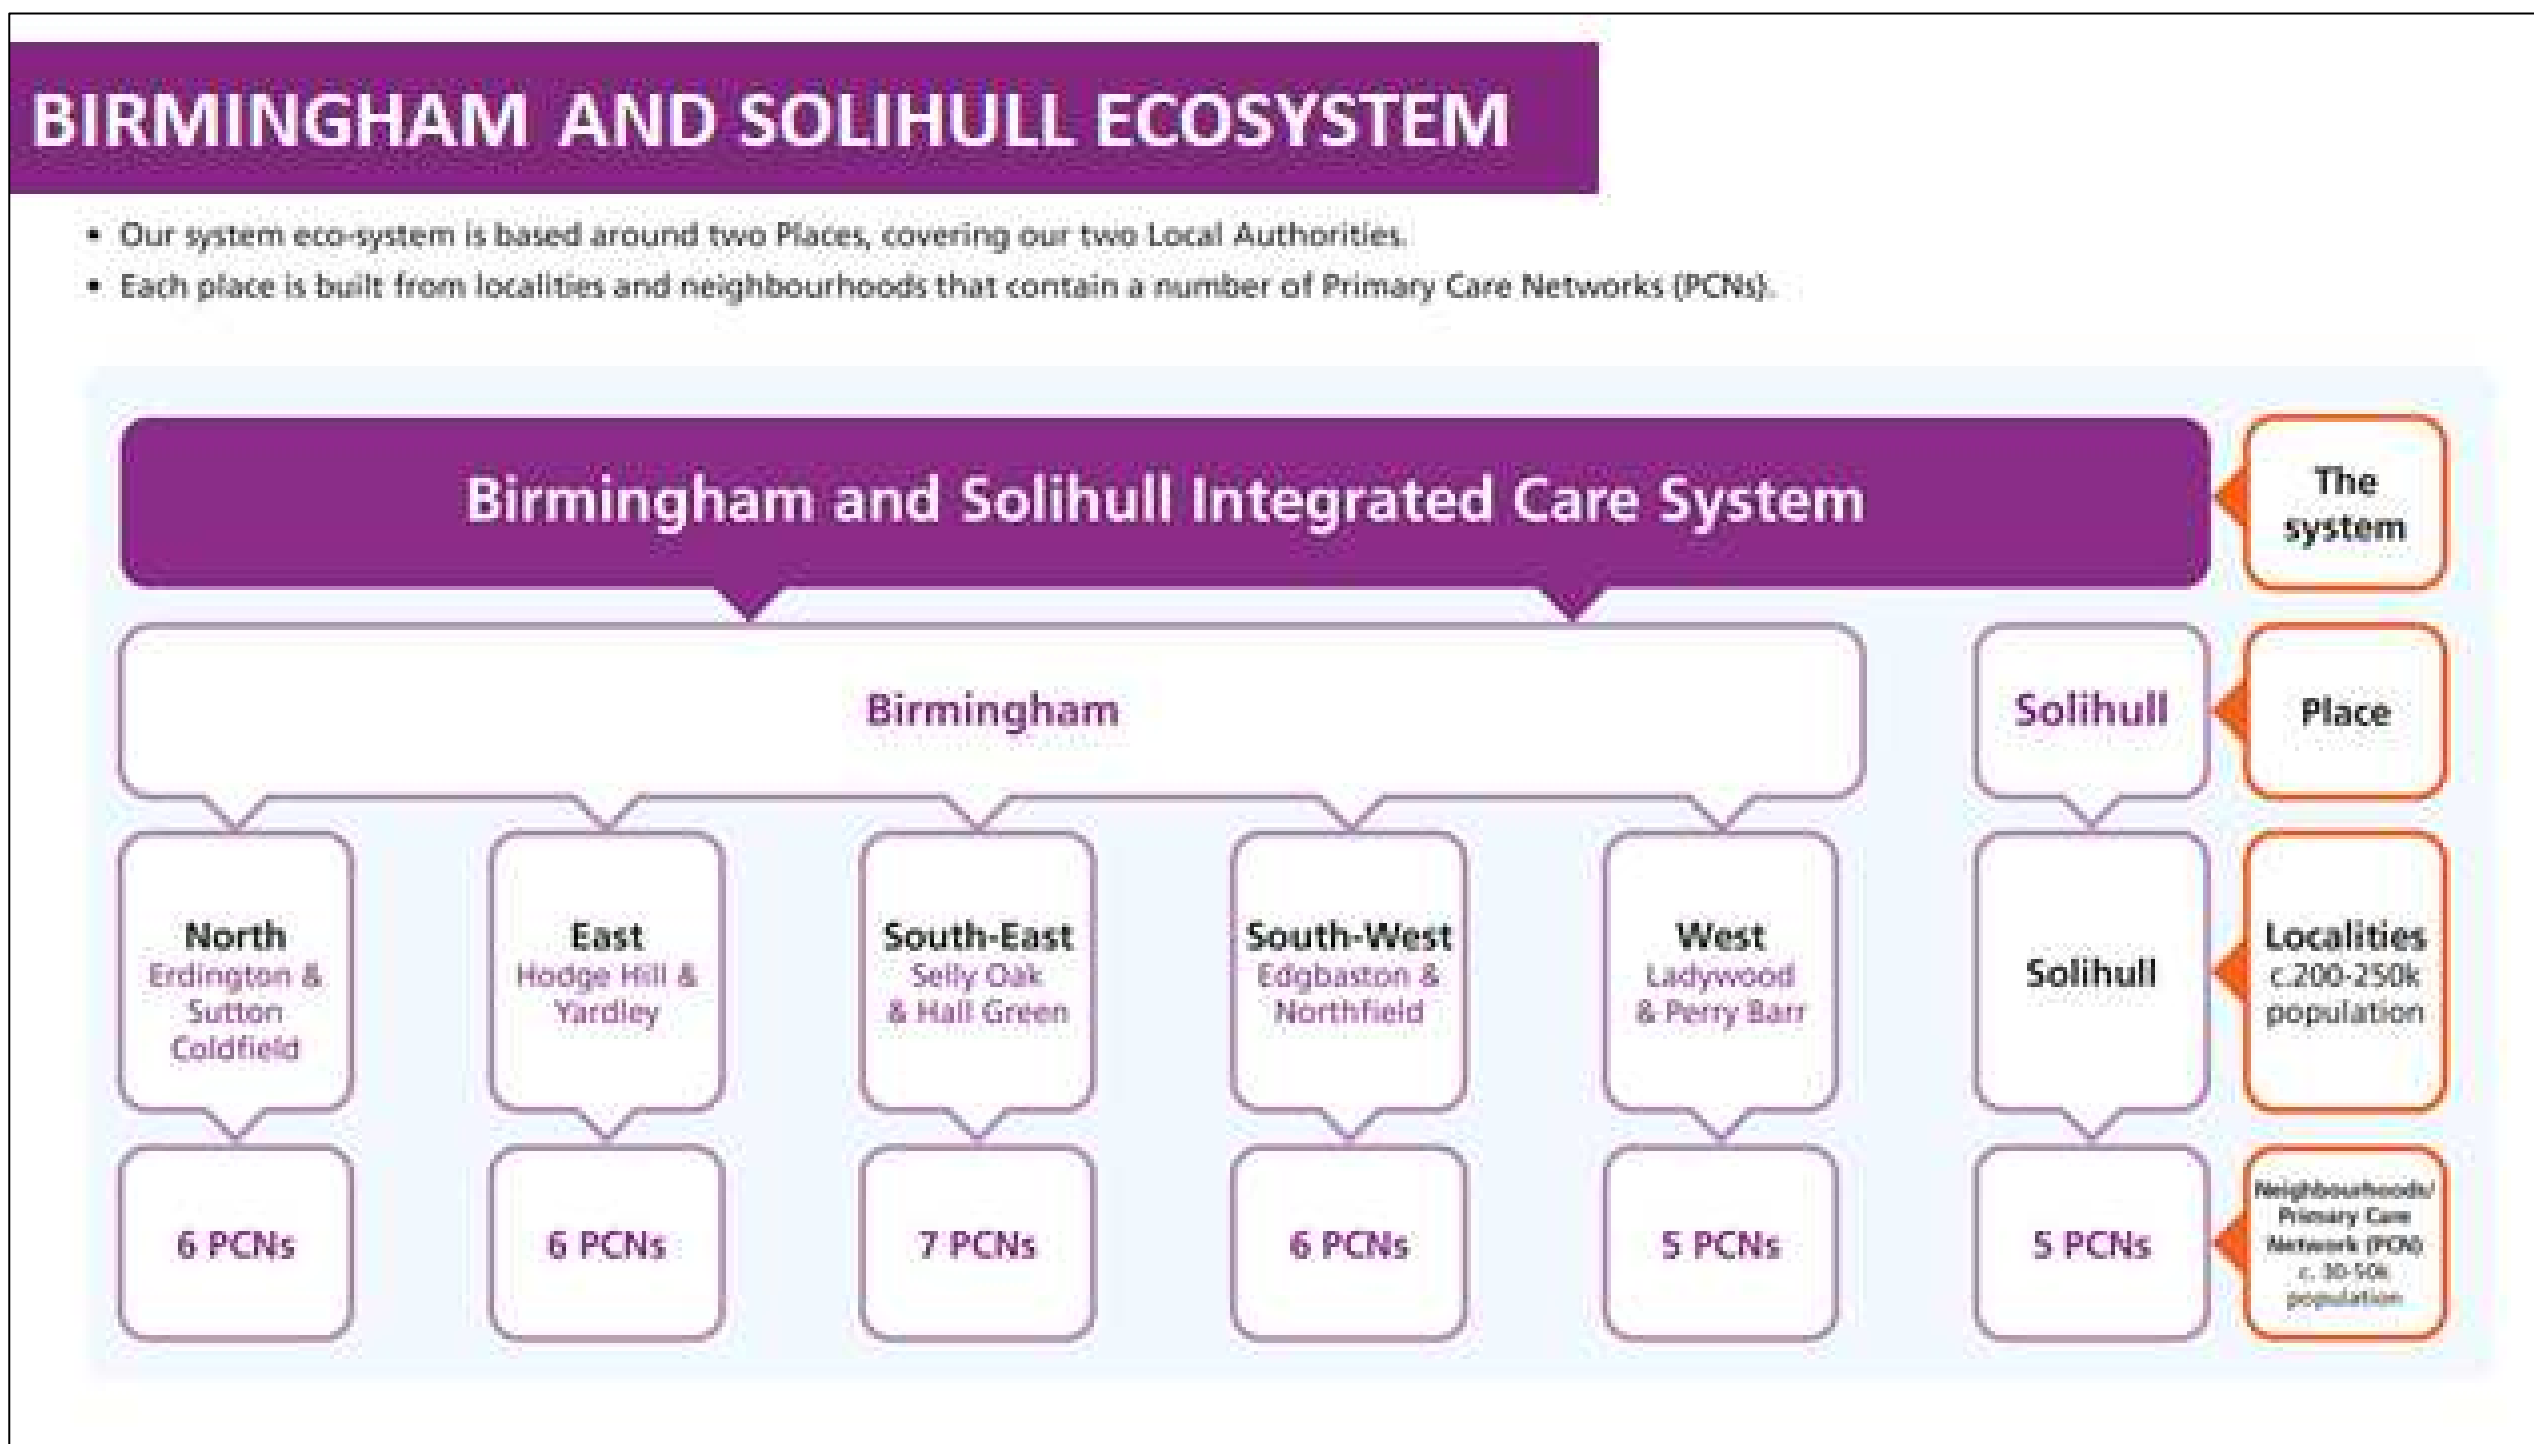 BIRMINGHAM AND SOLIHULL ECOSYSTEM
• Our system eco-system is based around two Places, covering our two Local Authorities.
• Each place is built from localities and neighbourhoods that contain a number of Primary Care Networks (PCNs).
Birmingham and Solihull Integrated Care System
The
system
Birmingham
Solihull
Place
North
Erdington &
Sutton
Coldfield
East
Hodge Hill &
Yardley
South-East
Selly Oak
& Hall Green
South-West
Edgbaston &
Northfield
West
Ladywood
& Perry Barr
Solihull
Localities
c.200-250k
population
6 PCNs
6 PCNs
7 PCNs
6 PCNs
5 PCNs
5 PCNs
Neighbourhoods/
Primary Care
Network (PCN)
c. 30-50k
population